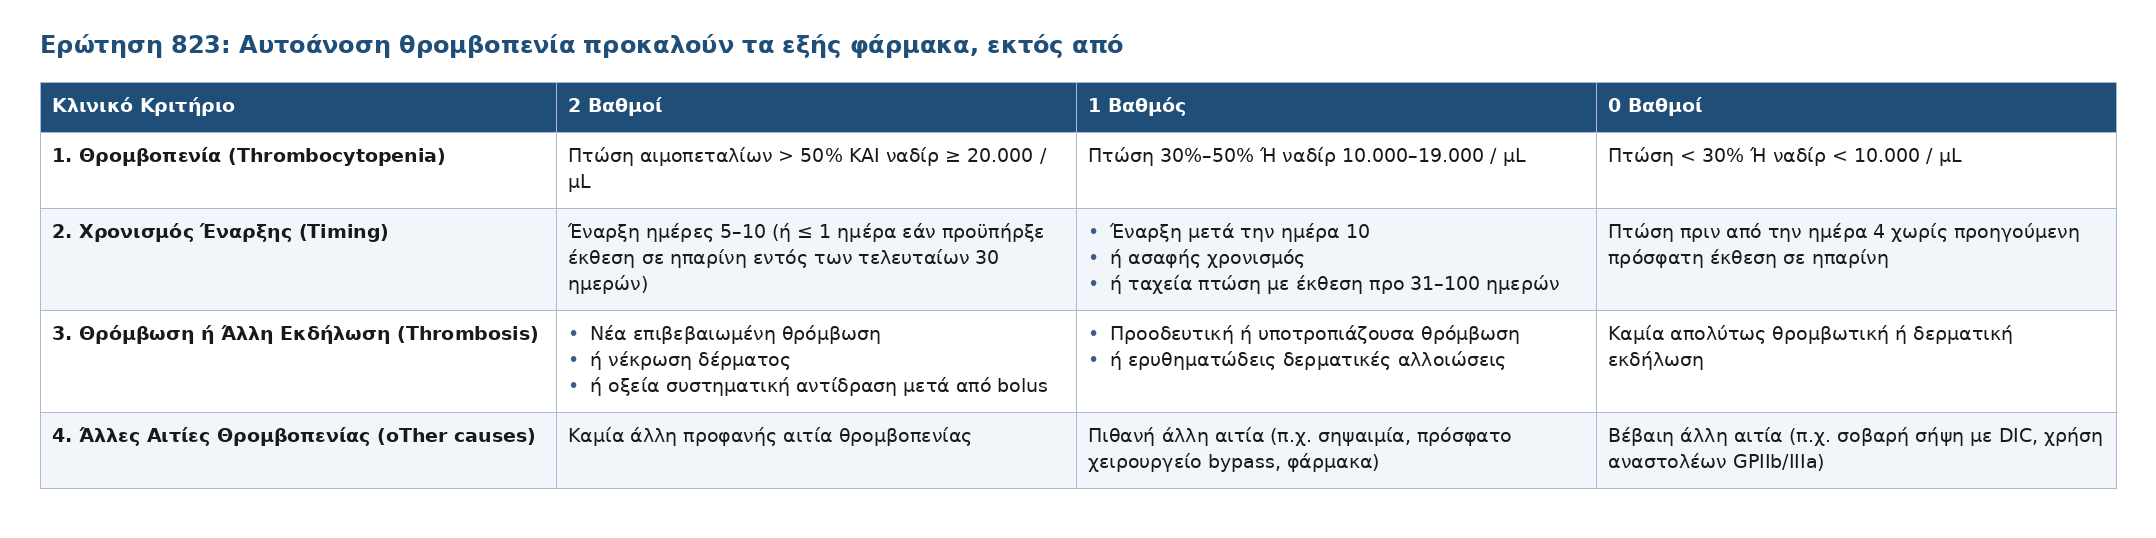 Ερώτηση 823: Αυτοάνοση θρομβοπενία προκαλούν τα εξής φάρμακα, εκτός από
Κλινικό Κριτήριο
2 Βαθμοί
1 Βαθμός
0 Βαθμοί
1. Θρομβοπενία (Thrombocytopenia)
Πτώση αιμοπεταλίων > 50% ΚΑΙ ναδίρ ≥ 20.000 /
μL
Πτώση 30%–50% Ή ναδίρ 10.000–19.000 / μL
Πτώση < 30% Ή ναδίρ < 10.000 / μL
2. Χρονισμός Έναρξης (Timing)
Έναρξη ημέρες 5–10 (ή ≤ 1 ημέρα εάν προϋπήρξε
έκθεση σε ηπαρίνη εντός των τελευταίων 30
ημερών)
• Έναρξη μετά την ημέρα 10
• ή ασαφής χρονισμός
• ή ταχεία πτώση με έκθεση προ 31–100 ημερών
Πτώση πριν από την ημέρα 4 χωρίς προηγούμενη
πρόσφατη έκθεση σε ηπαρίνη
3. Θρόμβωση ή Άλλη Εκδήλωση (Thrombosis)
• Νέα επιβεβαιωμένη θρόμβωση
• ή νέκρωση δέρματος
• ή οξεία συστηματική αντίδραση μετά από bolus
• Προοδευτική ή υποτροπιάζουσα θρόμβωση
• ή ερυθηματώδεις δερματικές αλλοιώσεις
Καμία απολύτως θρομβωτική ή δερματική
εκδήλωση
4. Άλλες Αιτίες Θρομβοπενίας (oTher causes)
Καμία άλλη προφανής αιτία θρομβοπενίας
Πιθανή άλλη αιτία (π.χ. σηψαιμία, πρόσφατο
χειρουργείο bypass, φάρμακα)
Βέβαιη άλλη αιτία (π.χ. σοβαρή σήψη με DIC, χρήση
αναστολέων GPIIb/IIIa)